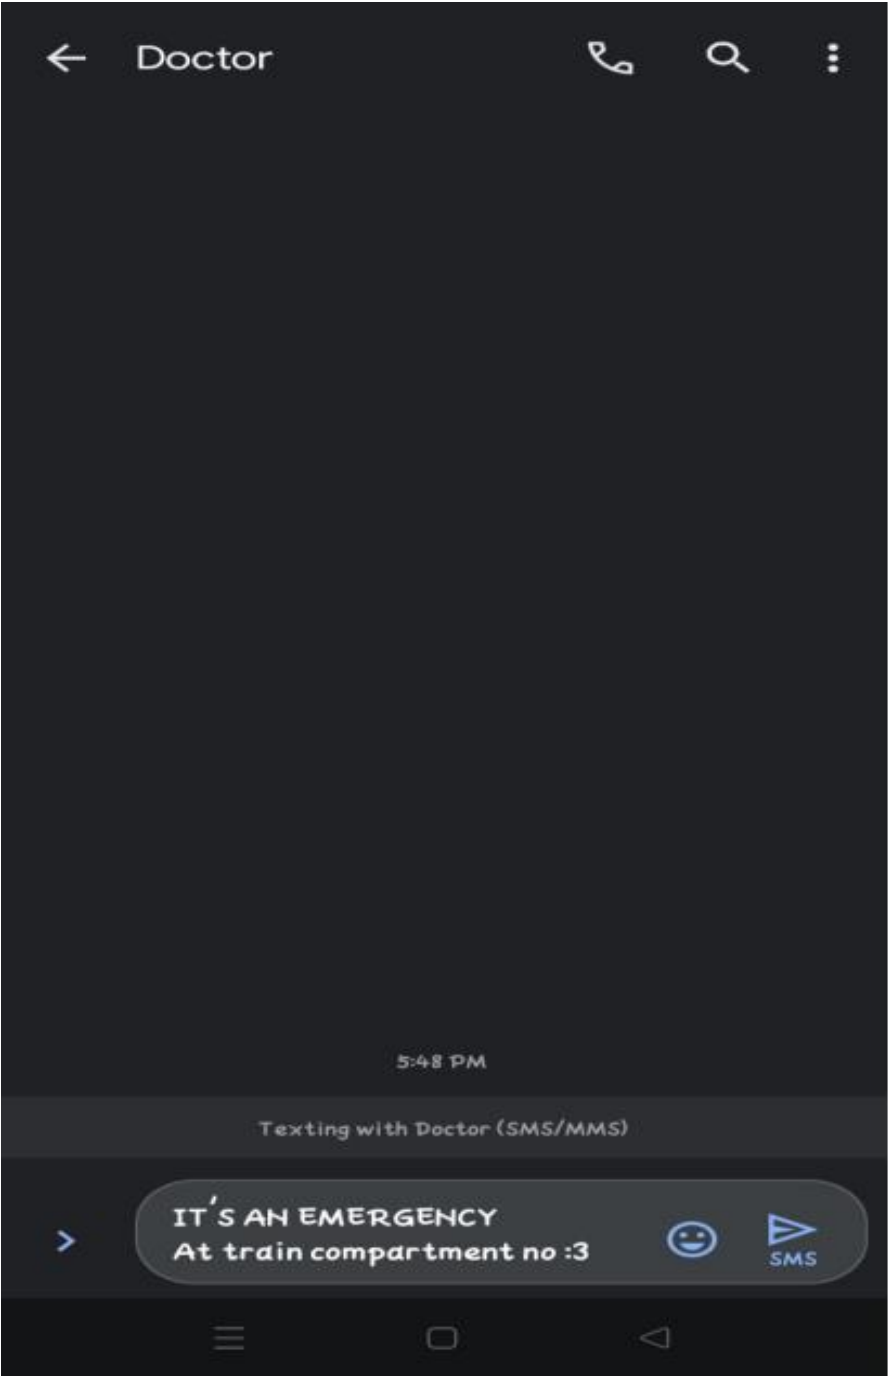 Doctor
5:48 PM
Texting with Doctor (SMS/MMS)
IT'S AN EMERGENCY
At train compartment no :3
SMS